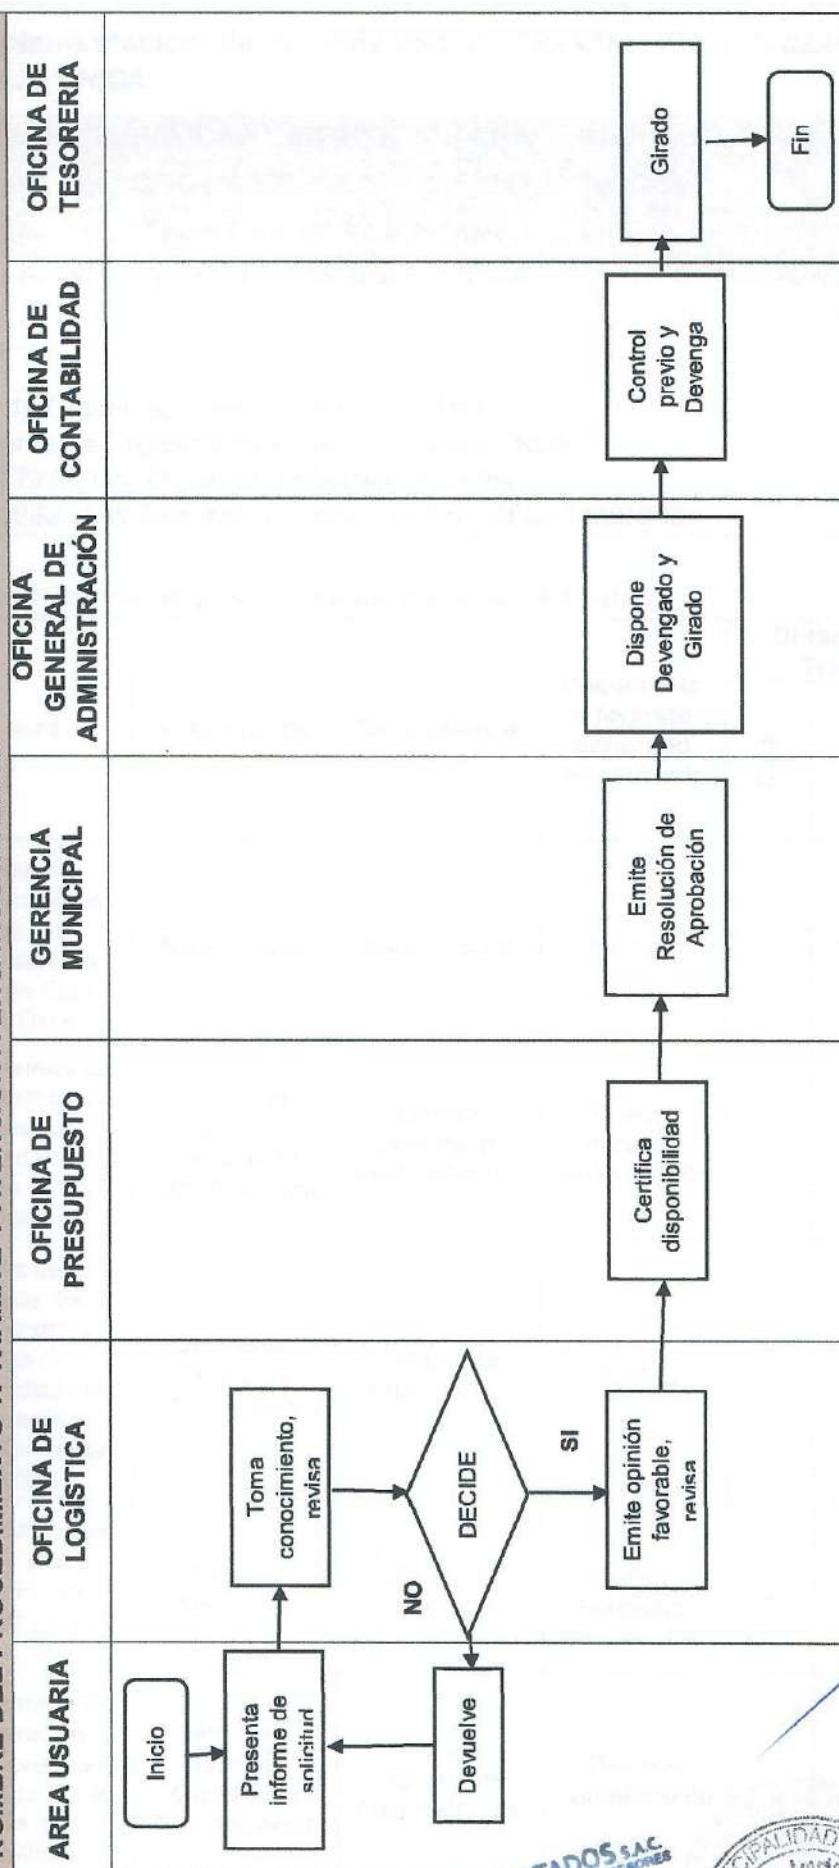 AREA USUARIA
OFICINA DE
LOGÍSTICA
OFICINA DE
PRESUPUESTO
GERENCIA
MUNICIPAL
OFICINA
GENERAL DE
ADMINISTRACIÓN
OFICINA DE
CONTABILIDAD
OFICINA DE
TESORERIA
Inicio
Presenta
informe de
solicitud
Toma
conocimiento,
revisa
NO
DECIDE
Devuelve
SI
Emite opinión
favorable,
revisa
Certifica
disponibilidad
Emite
Resolución de
Aprobación
Dispone
Devengado y
Girado
Control
previo y
Devenga
Girado
Fin